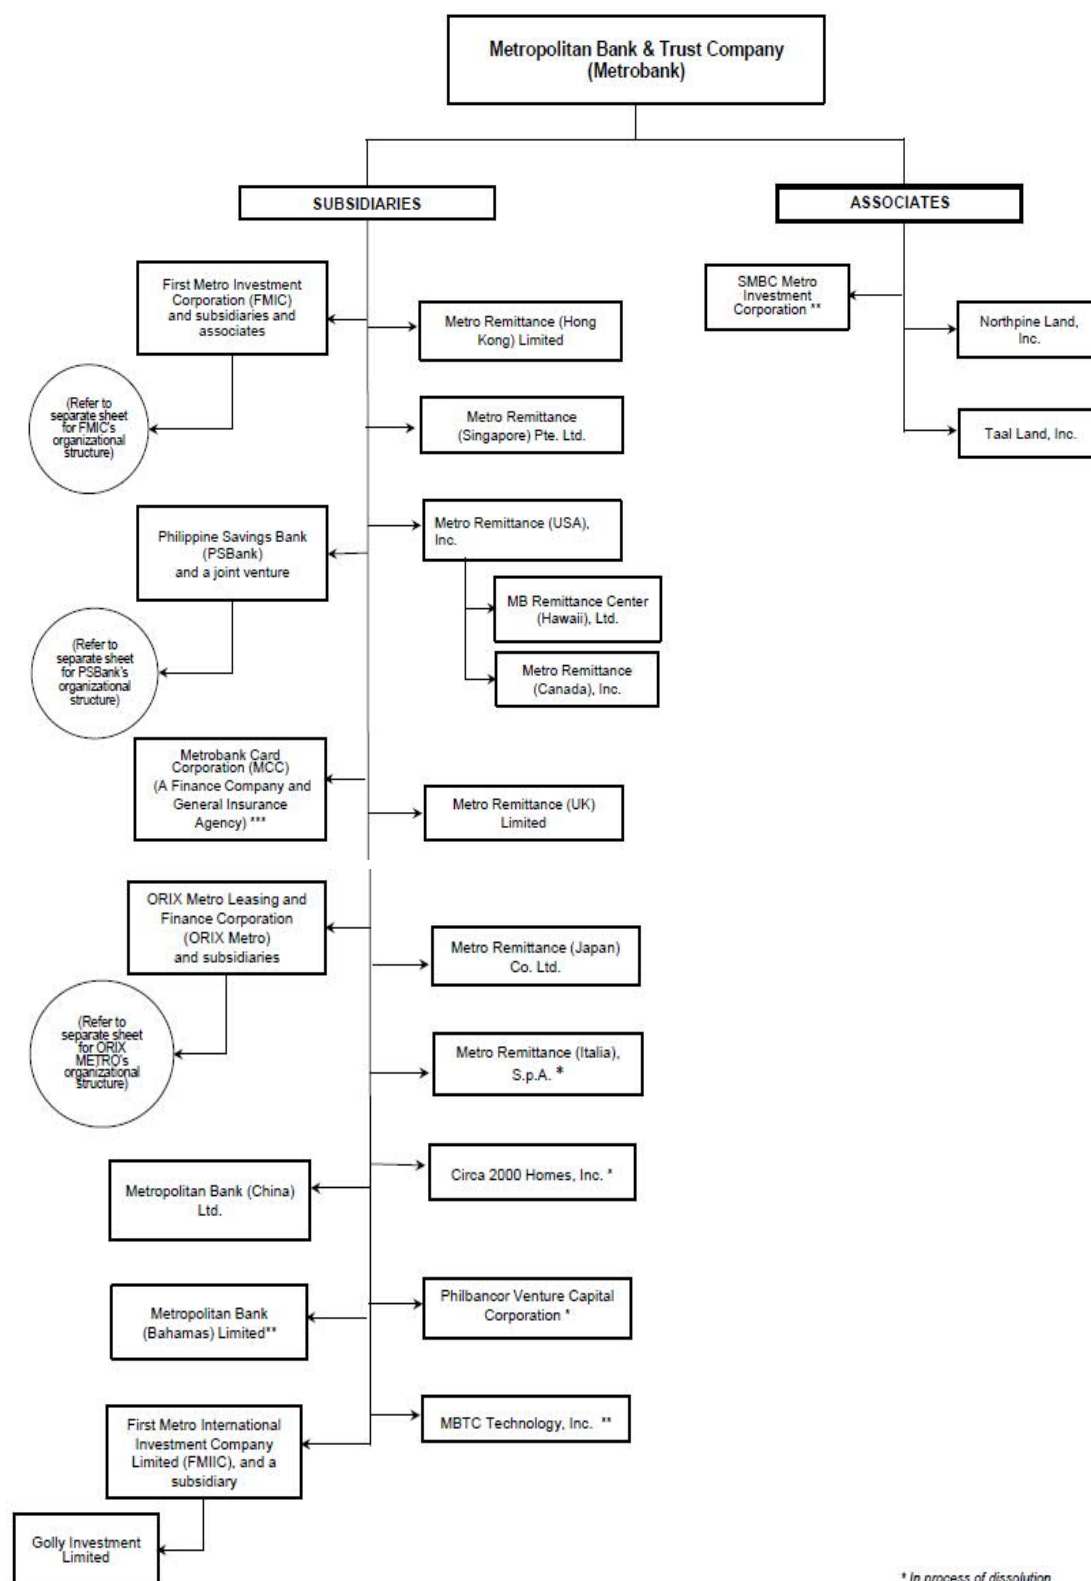 Metropolitan Bank & Trust Company
(Metrobank)
SUBSIDIARIES
ASSOCIATES
First Metro Investment
Corporation (FMIC)
and subsidiaries and
associates
SMBC Metro
Investment
Corporation **
Metro Remittance (Hong
Kong) Limited
Northpine Land,
Inc.
(Refer to
separate sheet
for FMIC's
organizational
structure)
Metro Remittance
(Singapore) Pte. Ltd.
Taal Land, Inc.
Philippine Savings Bank
(PSBank)
and a joint venture
Metro Remittance (USA),
Inc.
MB Remittance Center
(Hawaii), Ltd.
(Refer to
separate sheet
for PSBank's
organizational
structure)
Metro Remittance
(Canada), Inc.
Metrobank Card
Corporation (MCC)
(A Finance Company and
General Insurance
Agency) ***
Metro Remittance (UK)
Limited
ORIX Metro Leasing and
Finance Corporation
(ORIX Metro)
and subsidiaries
Metro Remittance (Japan)
Co. Ltd.
(Refer to
separate sheet
for ORIX
METRO's
organizational
structure)
Metro Remittance (Italia),
S.p.A. *
Circa 2000 Homes, Inc. *
Metropolitan Bank (China)
Ltd.
Philbancor Venture Capital
Corporation *
Metropolitan Bank
(Bahamas) Limited**
MBTC Technology, Inc. **
First Metro International
Investment Company
Limited (FMIIC), and a
subsidiary
Golly Investment
Limited
* In process of dissolution